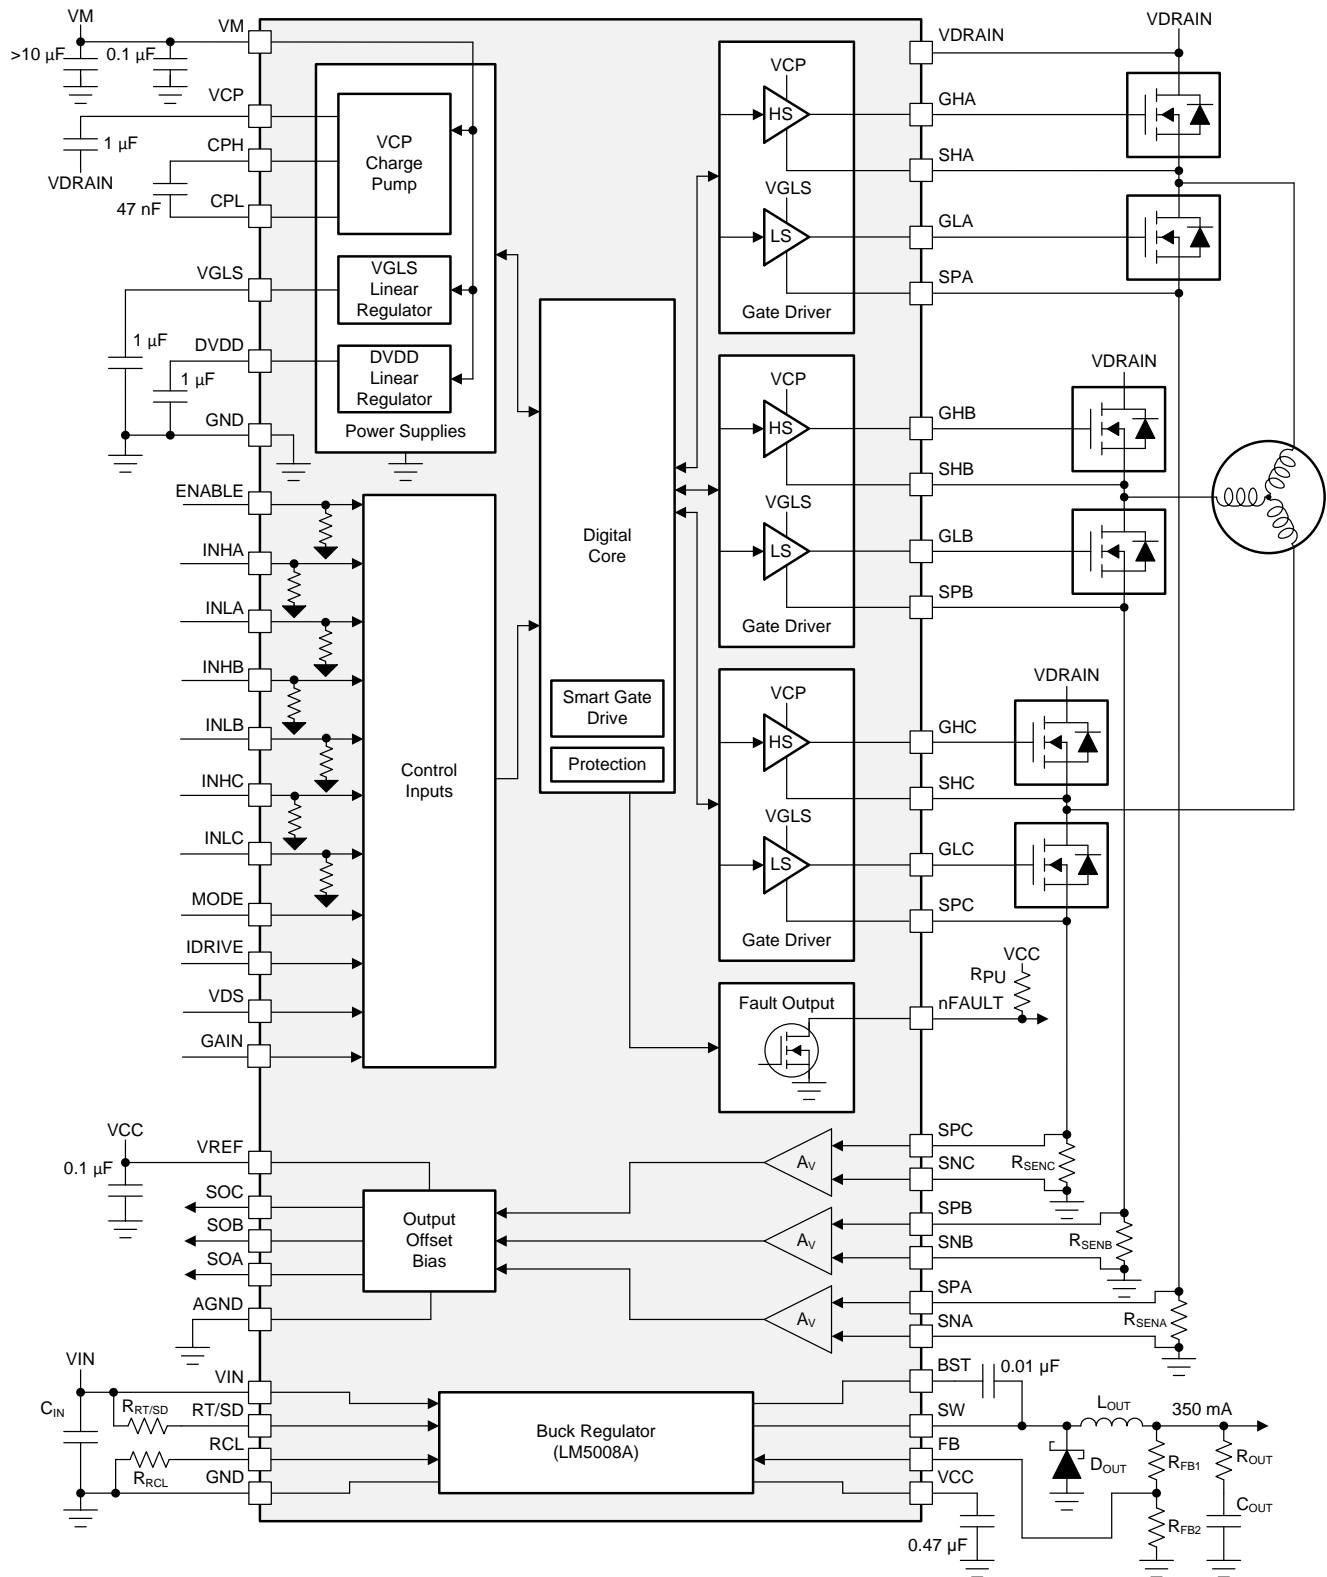 VM
>10 µF
0.1 µF
VM
VCP
1 µF
VDRAIN
CPH
47 nF
CPL
VCP
Charge
Pump
VGLS
VGLS
Linear
Regulator
1 µF
DVDD
1 µF
DVDD
Linear
Regulator
GND
Power Supplies
ENABLE
INHA
INLA
INHB
INLB
INHC
INLC
MODE
IDRIVE
VDS
GAIN
Control
Inputs
Digital
Core
Smart Gate
Drive
Protection
VCP
HS
VGLS
LS
Gate Driver
VCP
HS
VGLS
LS
Gate Driver
VCP
HS
VGLS
LS
Gate Driver
Fault Output
VDRAIN
VDRAIN
GHA
SHA
GLA
SPA
VDRAIN
GHB
SHB
GLB
SPB
VDRAIN
GHC
SHC
GLC
SPC
VCC
RPU
nFAULT
VCC
0.1 µF
VREF
SOC
SOB
SOA
AGND
Output
Offset
Bias
AV
AV
AV
SPC
SNC
RSENC
SPB
SNB
RSENB
SPA
SNA
RSENA
VIN
CIN
VIN
RRT/SD
RT/SD
RCL
RRCL
GND
Buck Regulator
(LM5008A)
BST
0.01 µF
SW
LOUT
350 mA
FB
DOUT
RFB1
ROUT
VCC
COUT
RFB2
0.47 µF